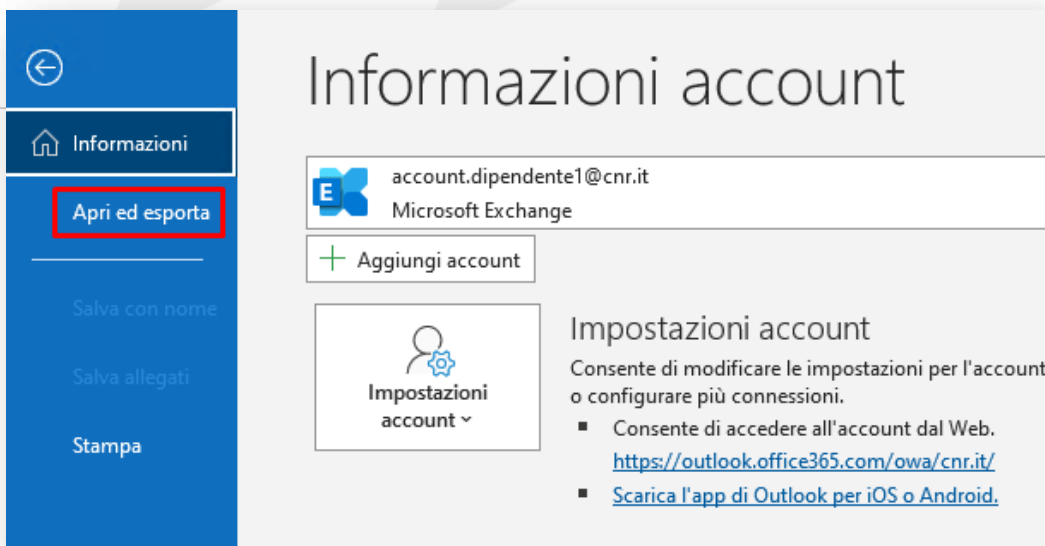 Informazioni account
Informazioni
Apri ed esporta
Salva con nome
Salva allegati
Stampa
E
account.dipendente1@cnr.it
Microsoft Exchange
Aggiungi account
Impostazioni
account
Impostazioni account
Consente di modificare le impostazioni per l'account
o configurare più connessioni.
Consente di accedere all'account dal Web.
https://outlook.office365.com/owa/cnr.it/
Scarica l'app di Outlook per iOS o Android.